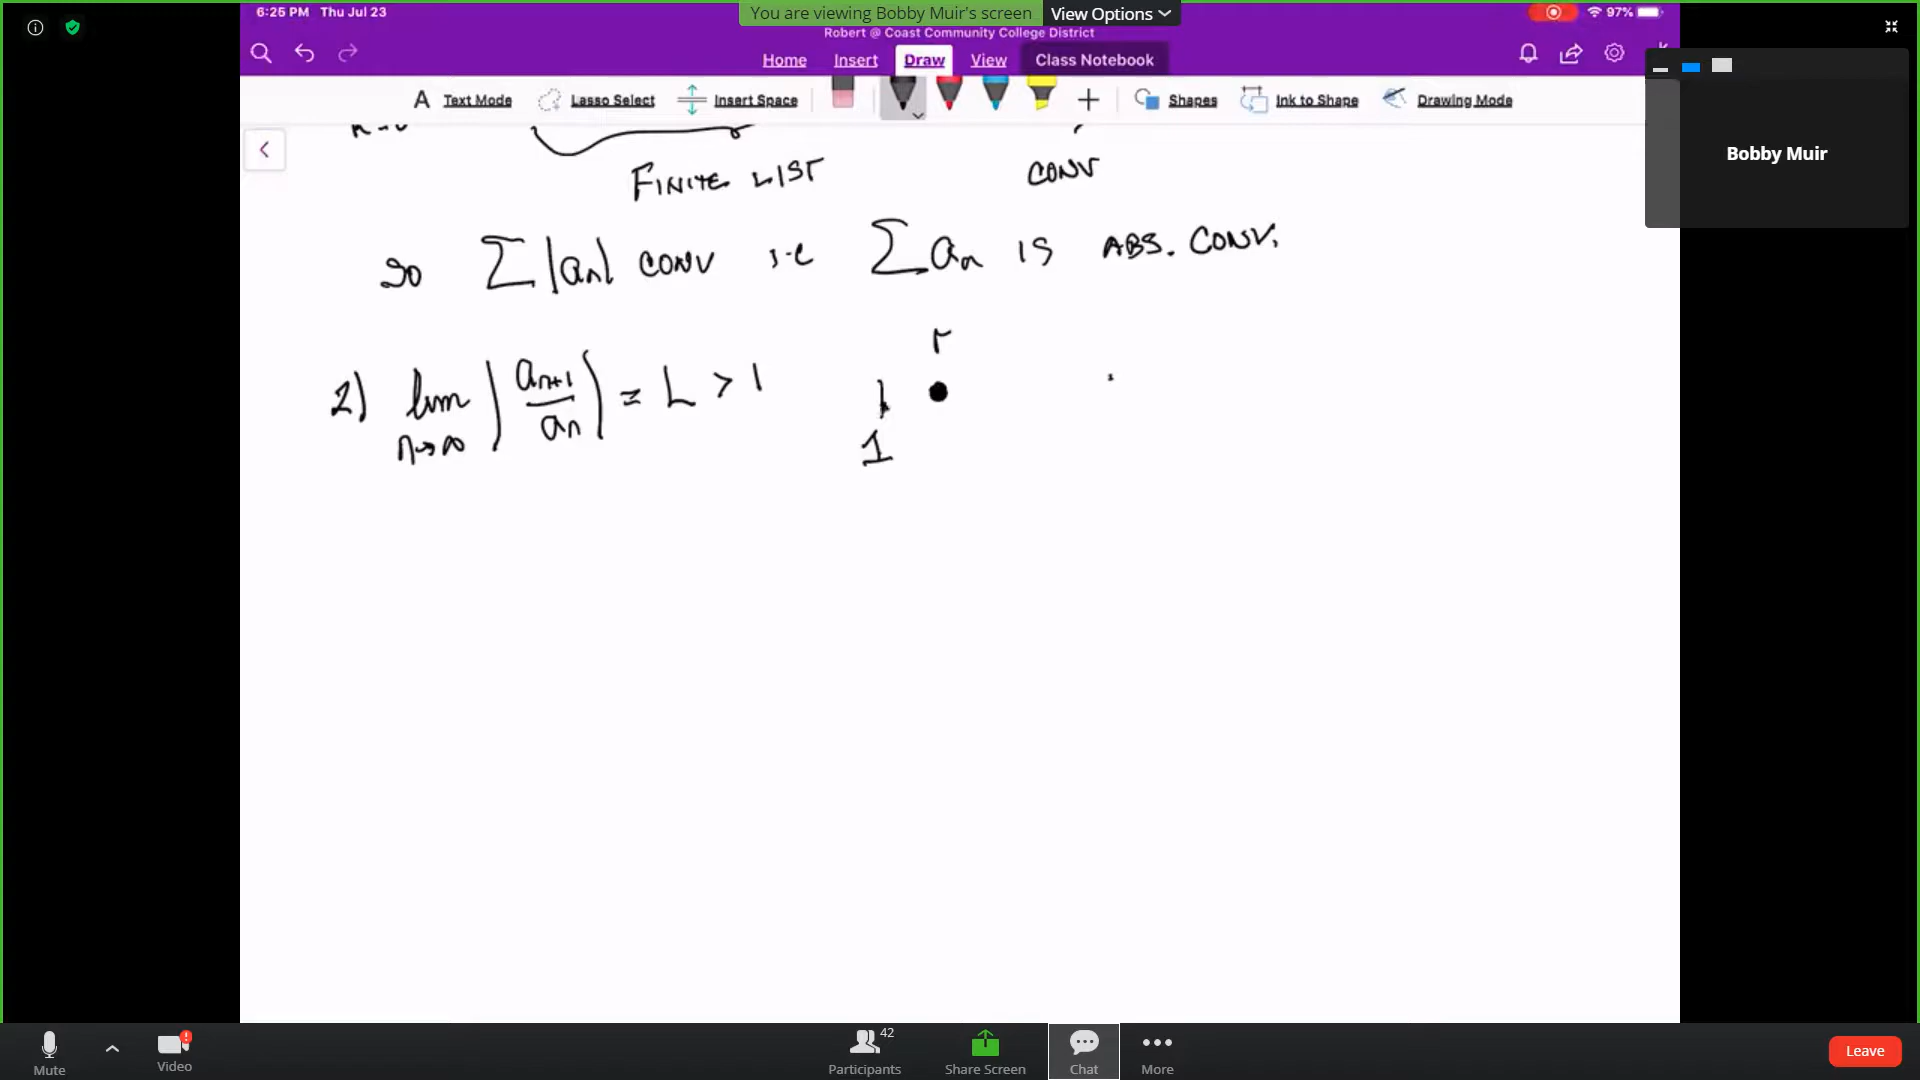 6:25 PM Thu Jul 23
You are viewing Bobby Muir's screen View Options
97%
Robert @ Coast Community College District
Home Insert Draw View Class Notebook
A Text Mode Lasso Select Insert Space Shapes Ink to Shape Drawing Mode
Bobby Muir
FINITE LIST CONV
so ∑|aₙ| CONV i.e ∑aₙ IS ABS. CONV.
r
2) lim n→∞ |aₙ₊₁/aₙ| = L > 1
1
42
Mute Video Participants Share Screen Chat More Leave